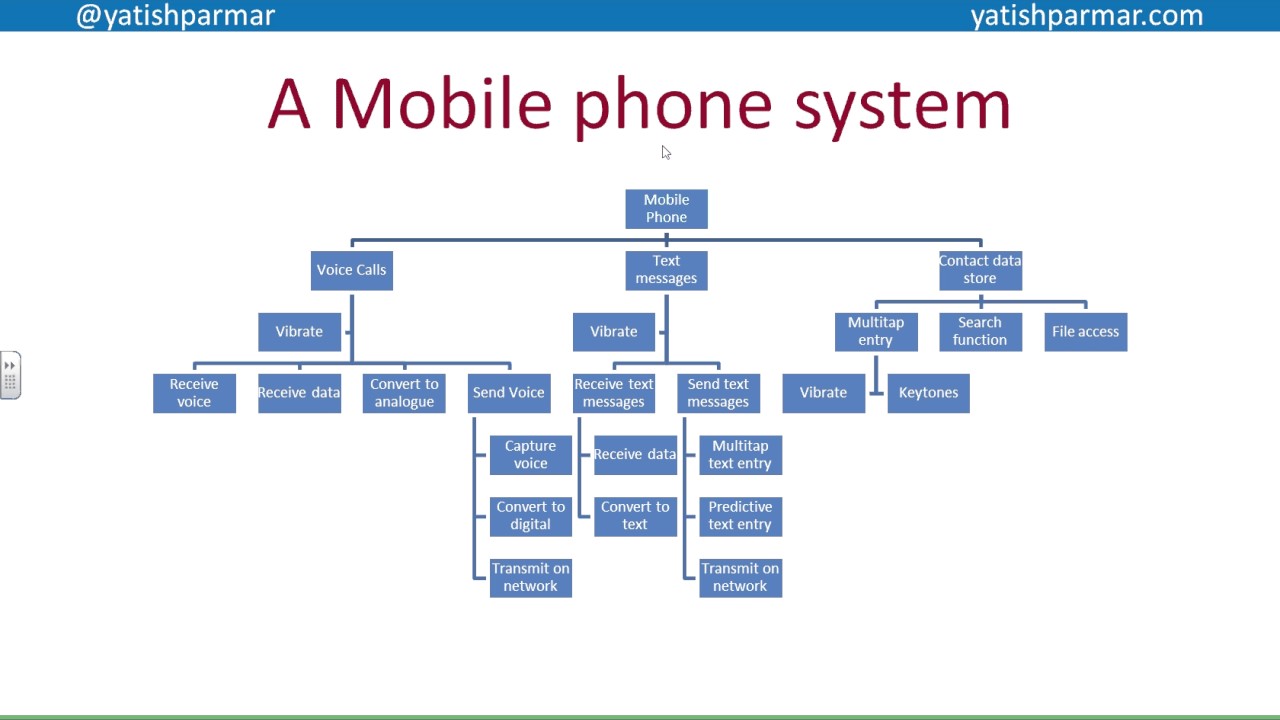 @yatishparmar
yatishparmar.com
A Mobile phone system
Mobile
Phone
Voice Calls
Text
messages
Contact data
store
Vibrate
Vibrate
Multitap
entry
Search
function
File access
Receive
voice
Receive data
Convert to
analogue
Send Voice
Receive text
messages
Send text
messages
Vibrate
Keytones
Capture
voice
Receive data
Multitap
text entry
Convert to
digital
Convert to
text
Predictive
text entry
Transmit on
network
Transmit on
network